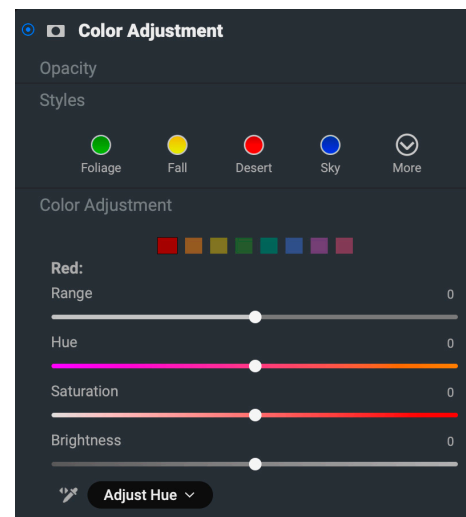 Color Adjustment
Opacity
Styles
Foliage Fall Desert Sky More
Color Adjustment
Red:
Range 0
Hue 0
Saturation 0
Brightness 0
Adjust Hue